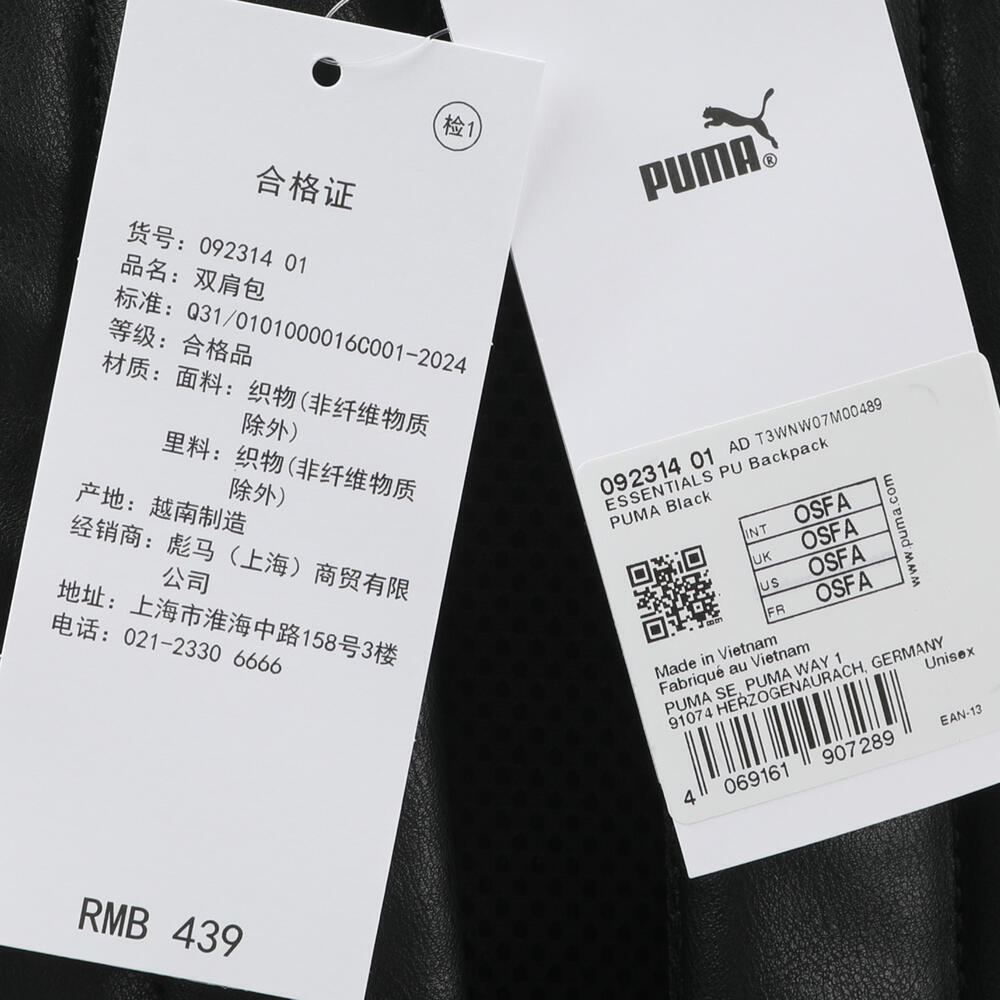 检1
合格证
货号：092314 01
品名：双肩包
标准：Q31/0101000016C001-2024
等级：合格品
材质：面料：织物(非纤维物质
除外)
里料：织物(非纤维物质
除外)
产地：越南制造
经销商：彪马（上海）商贸有限
公司
地址：上海市淮海中路158号3楼
电话：021-2330 6666
RMB 439
PUMA®
092314 01 AD T3WNW07M00489
ESSENTIALS PU Backpack
PUMA Black
INT OSFA
UK OSFA
US OSFA
FR OSFA
www.puma.com
Made in Vietnam
Fabriqué au Vietnam
PUMA SE, PUMA WAY 1
91074 HERZOGENAURACH, GERMANY
Unisex
EAN-13
4 069161 907289